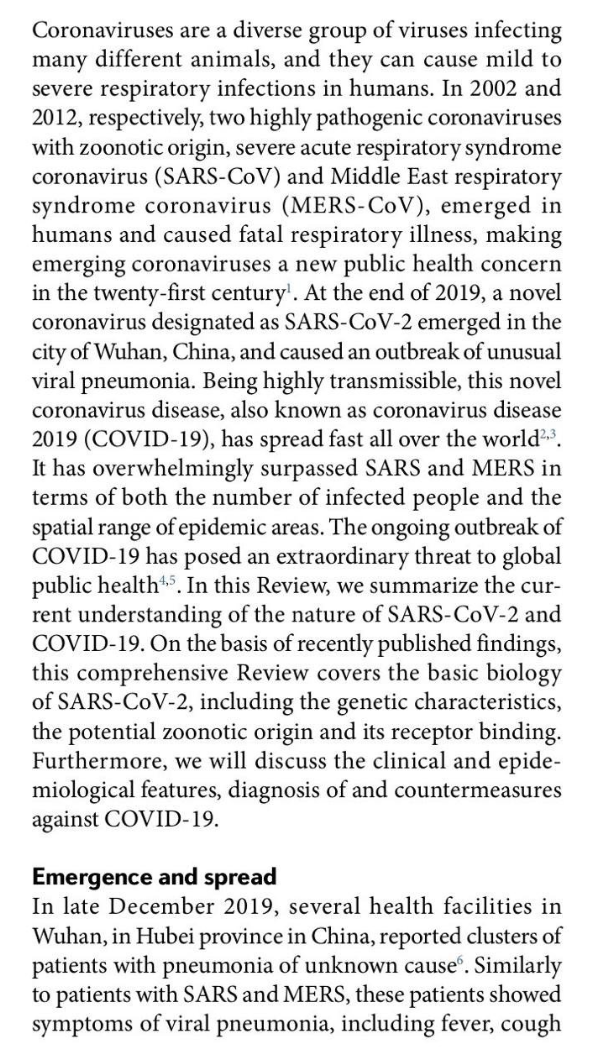 Coronaviruses are a diverse group of viruses infecting
many different animals, and they can cause mild to
severe respiratory infections in humans. In 2002 and
2012, respectively, two highly pathogenic coronaviruses
with zoonotic origin, severe acute respiratory syndrome
coronavirus (SARS-CoV) and Middle East respiratory
syndrome coronavirus (MERS-CoV), emerged in
humans and caused fatal respiratory illness, making
emerging coronaviruses a new public health concern
in the twenty-first century¹. At the end of 2019, a novel
coronavirus designated as SARS-CoV-2 emerged in the
city of Wuhan, China, and caused an outbreak of unusual
viral pneumonia. Being highly transmissible, this novel
coronavirus disease, also known as coronavirus disease
2019 (COVID-19), has spread fast all over the world²,³.
It has overwhelmingly surpassed SARS and MERS in
terms of both the number of infected people and the
spatial range of epidemic areas. The ongoing outbreak of
COVID-19 has posed an extraordinary threat to global
public health⁴,⁵. In this Review, we summarize the cur-
rent understanding of the nature of SARS-CoV-2 and
COVID-19. On the basis of recently published findings,
this comprehensive Review covers the basic biology
of SARS-CoV-2, including the genetic characteristics,
the potential zoonotic origin and its receptor binding.
Furthermore, we will discuss the clinical and epide-
miological features, diagnosis of and countermeasures
against COVID-19.
Emergence and spread
In late December 2019, several health facilities in
Wuhan, in Hubei province in China, reported clusters of
patients with pneumonia of unknown cause⁶. Similarly
to patients with SARS and MERS, these patients showed
symptoms of viral pneumonia, including fever, cough